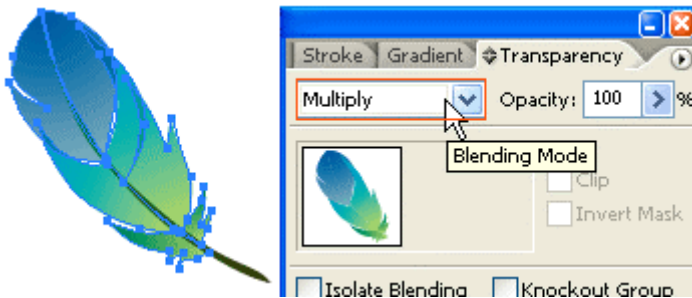 Stroke Gradient Transparency
Multiply Opacity: 100 %
Blending Mode
Clip
Invert Mask
Isolate Blending Knockout Group